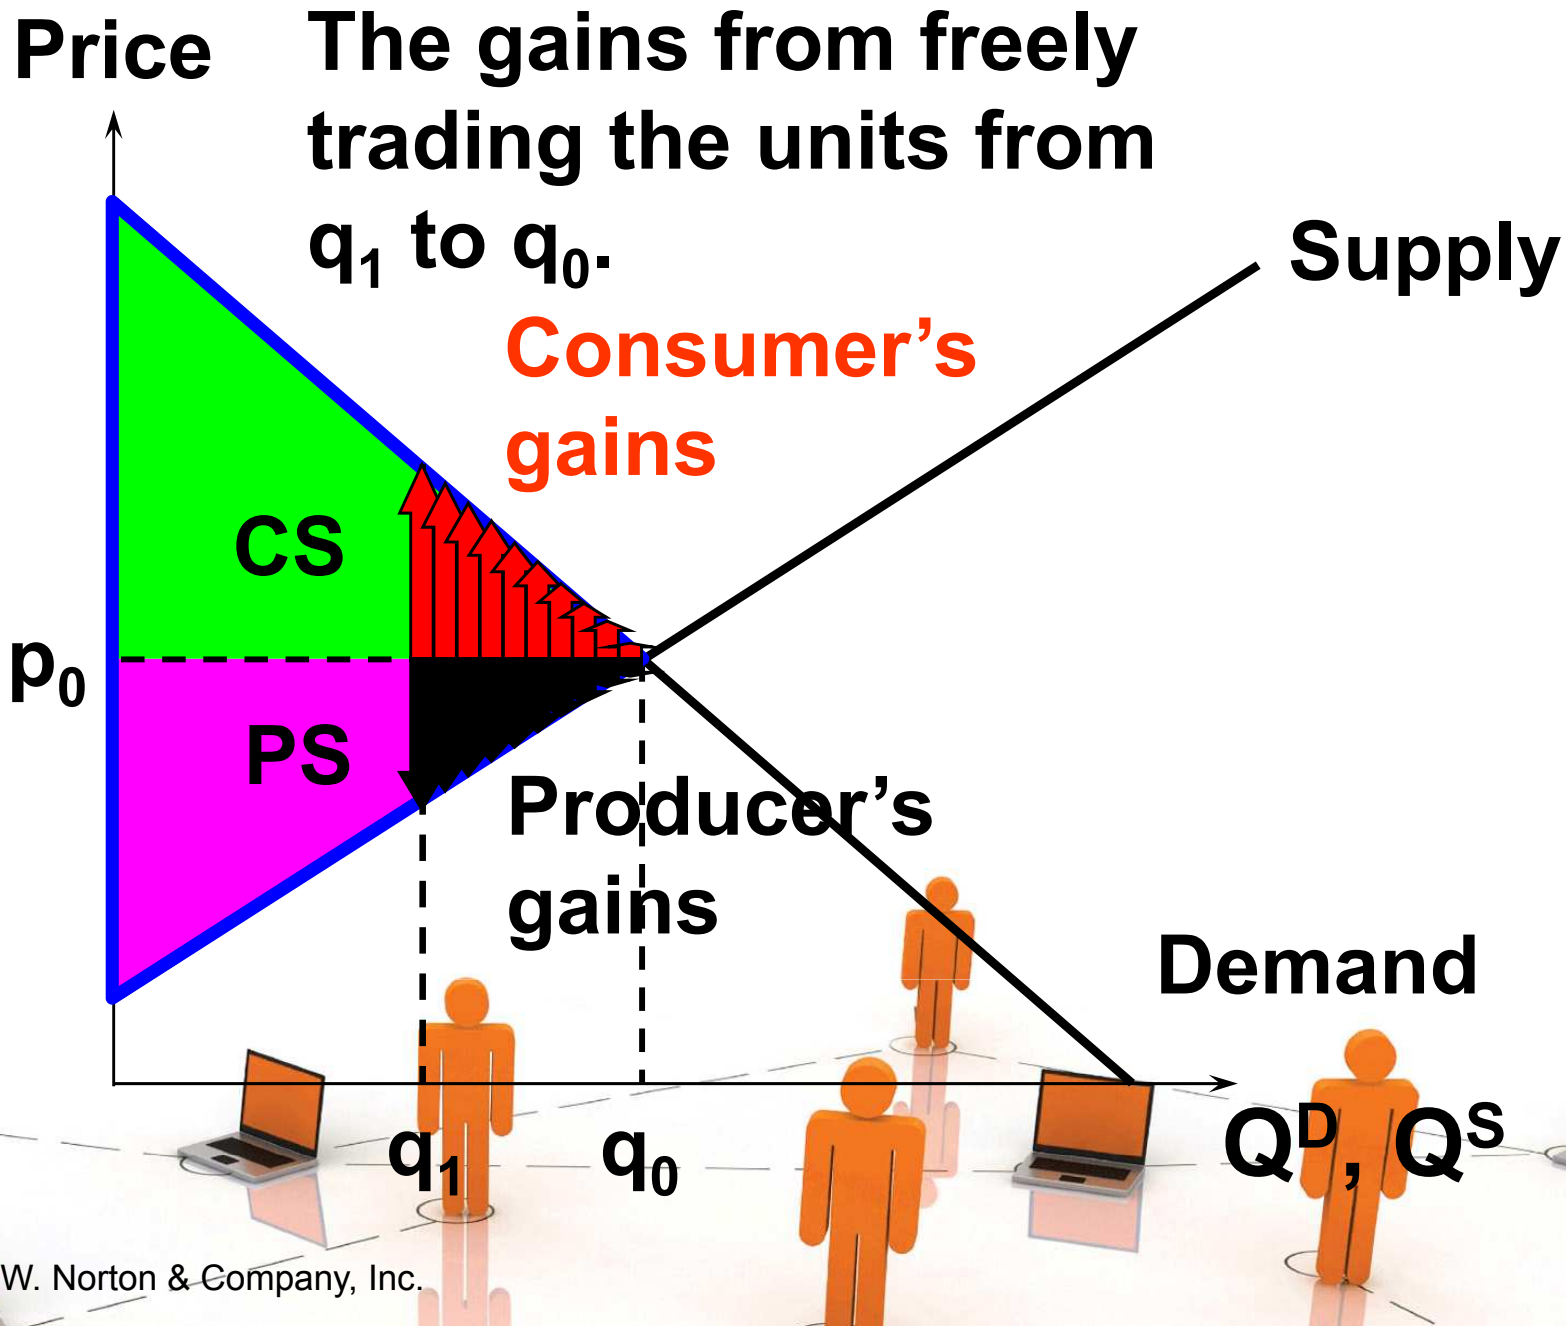 Price
The gains from freely
trading the units from
q₁ to q₀.
Supply
Consumer’s
gains
CS
p₀
PS
Producer’s
gains
Demand
q₁
q₀
Qᴰ, Qˢ
W. Norton & Company, Inc.